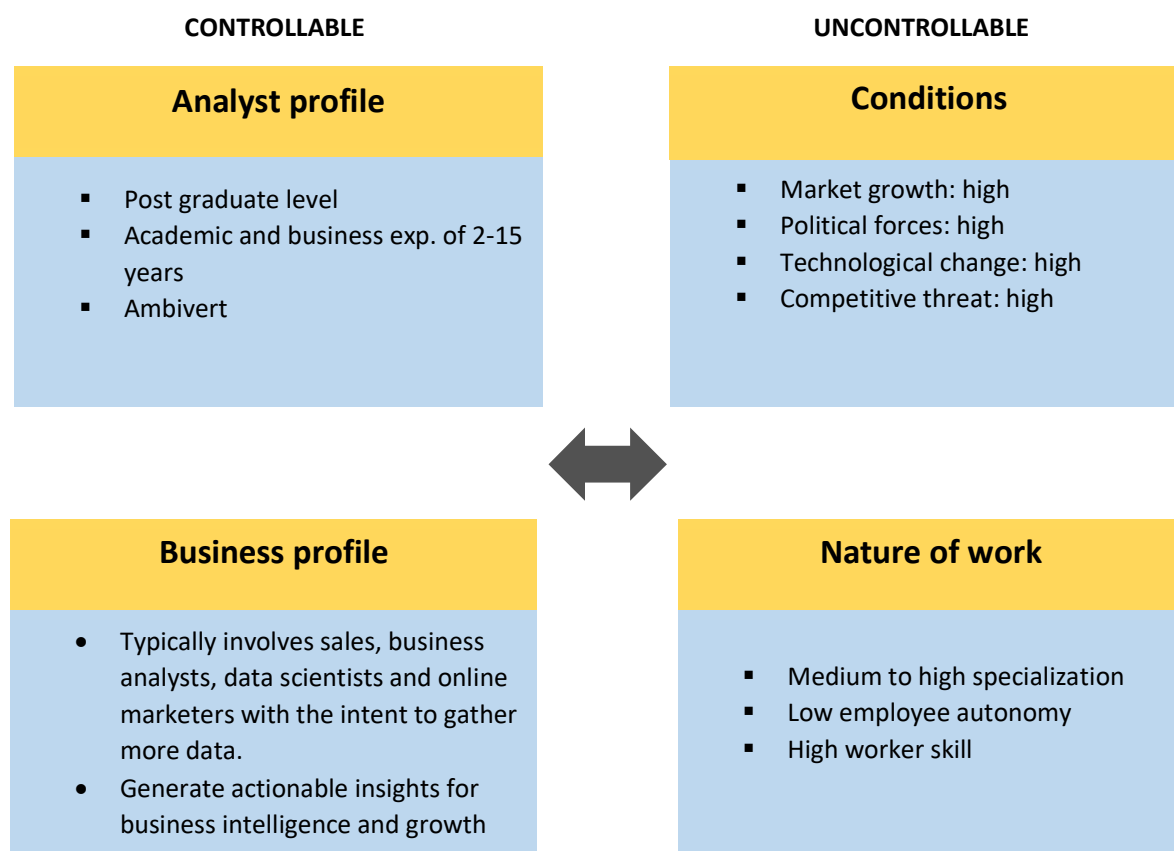 CONTROLLABLE
UNCONTROLLABLE
Analyst profile
▪ Post graduate level
▪ Academic and business exp. of 2-15
years
▪ Ambivert
Conditions
▪ Market growth: high
▪ Political forces: high
▪ Technological change: high
▪ Competitive threat: high
Business profile
• Typically involves sales, business
analysts, data scientists and online
marketers with the intent to gather
more data.
• Generate actionable insights for
business intelligence and growth
Nature of work
▪ Medium to high specialization
▪ Low employee autonomy
▪ High worker skill